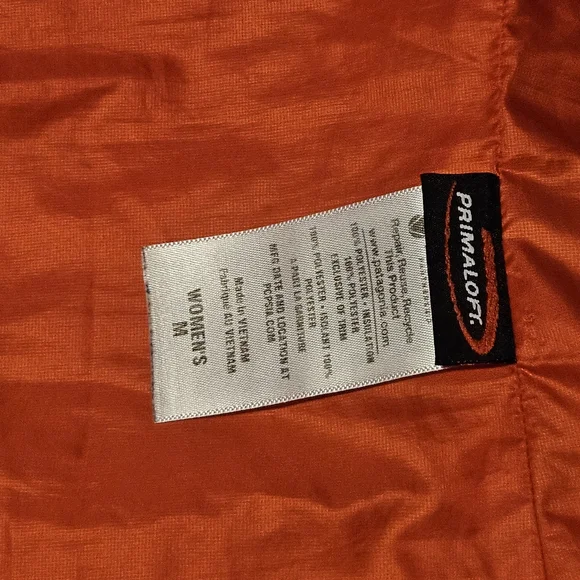 PRIMALOFT.
Repair Reuse Recycle
This Product
www.patagonia.com
100% POLYESTER - INSULATION
100% POLYESTER
EXCLUSIVE OF TRIM
100% POLYESTER - ISOLANT 100%
POLYESTER
À PART LA GARNITURE
MFG DATE AND LOCATION AT
PCPSIA.COM
Made in VIETNAM
Fabriqué AU VIETNAM
WOMEN'S
M